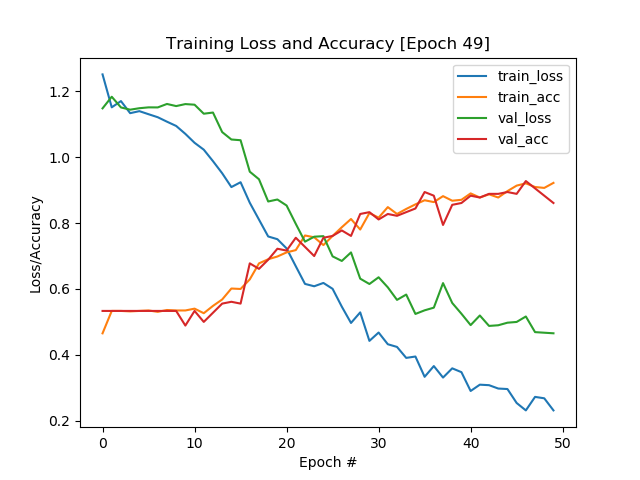 Training Loss and Accuracy [Epoch 49]
train_loss
train_acc
val_loss
val_acc
Loss/Accuracy
1.2
1.0
0.8
0.6
0.4
0.2
0 10 20 30 40 50
Epoch #